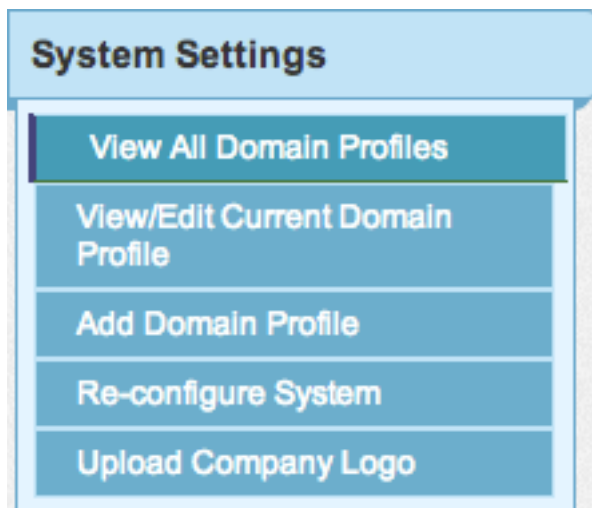 System Settings
View All Domain Profiles
View/Edit Current Domain
Profile
Add Domain Profile
Re-configure System
Upload Company Logo